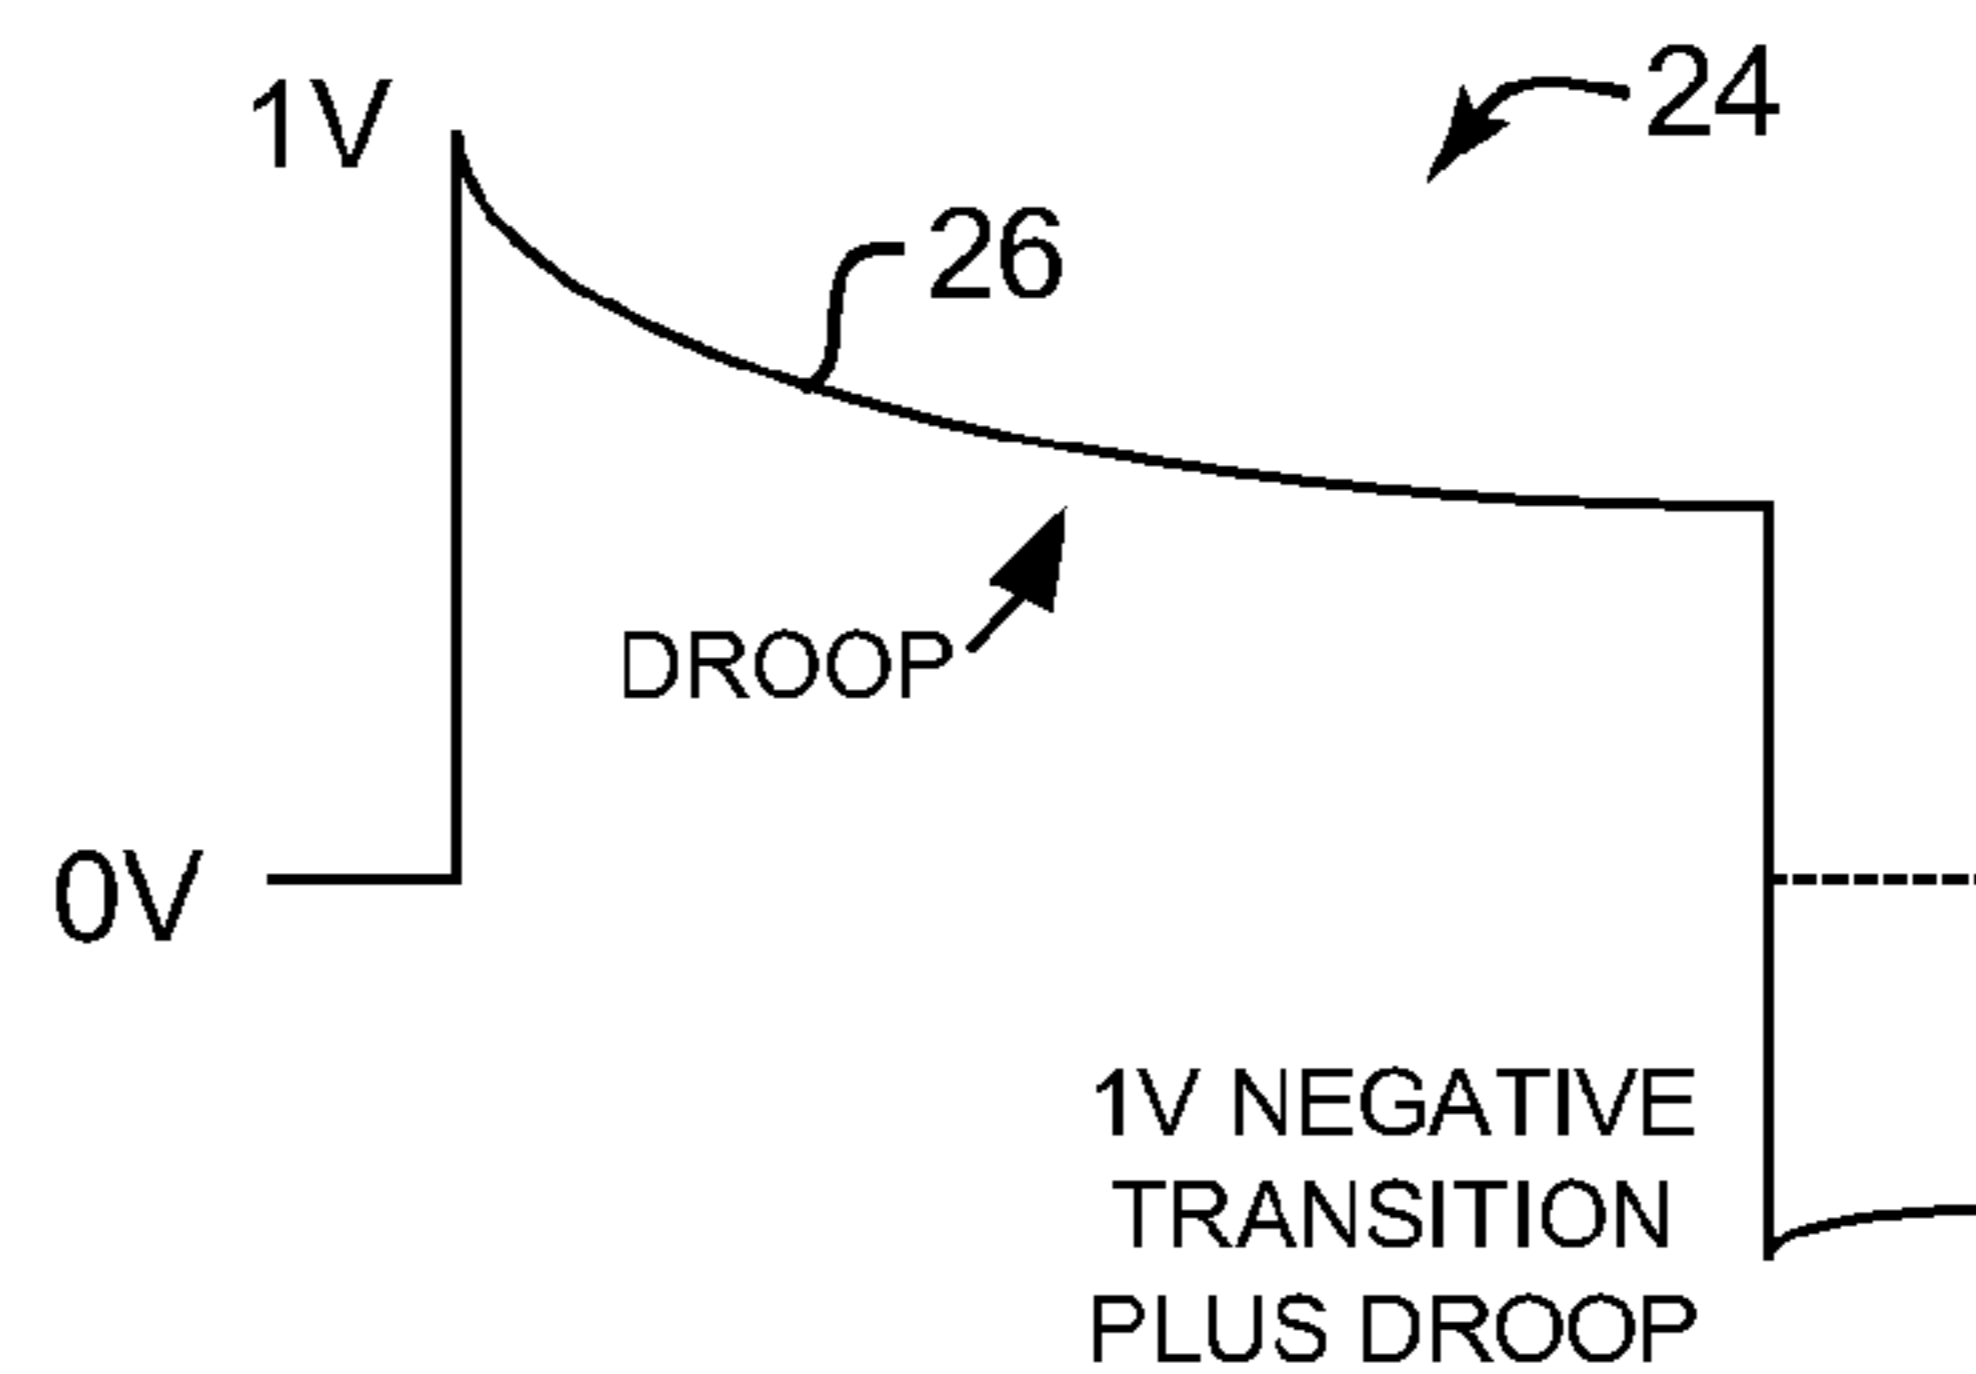 1V
24
26
DROOP
0V
1V NEGATIVE
TRANSITION
PLUS DROOP